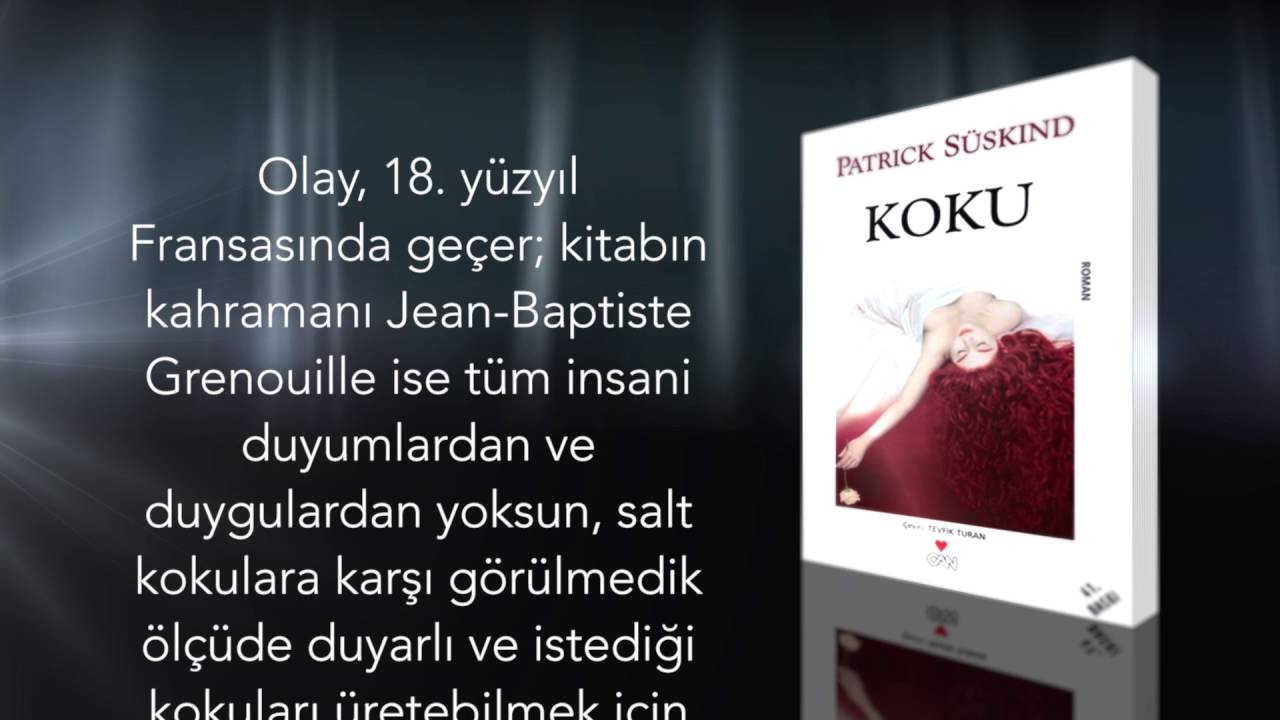 Olay, 18. yüzyıl
Fransasında geçer; kitabın
kahramanı Jean-Baptiste
Grenouille ise tüm insani
duyumlardan ve
duygulardan yoksun, salt
kokulara karşı görülmedik
ölçüde duyarlı ve istediği
kokuları üretebilmek için
PATRICK SÜSKIND
KOKU
ROMAN
Çeviri: TEVFİK TURAN
CAN
41. BASKI